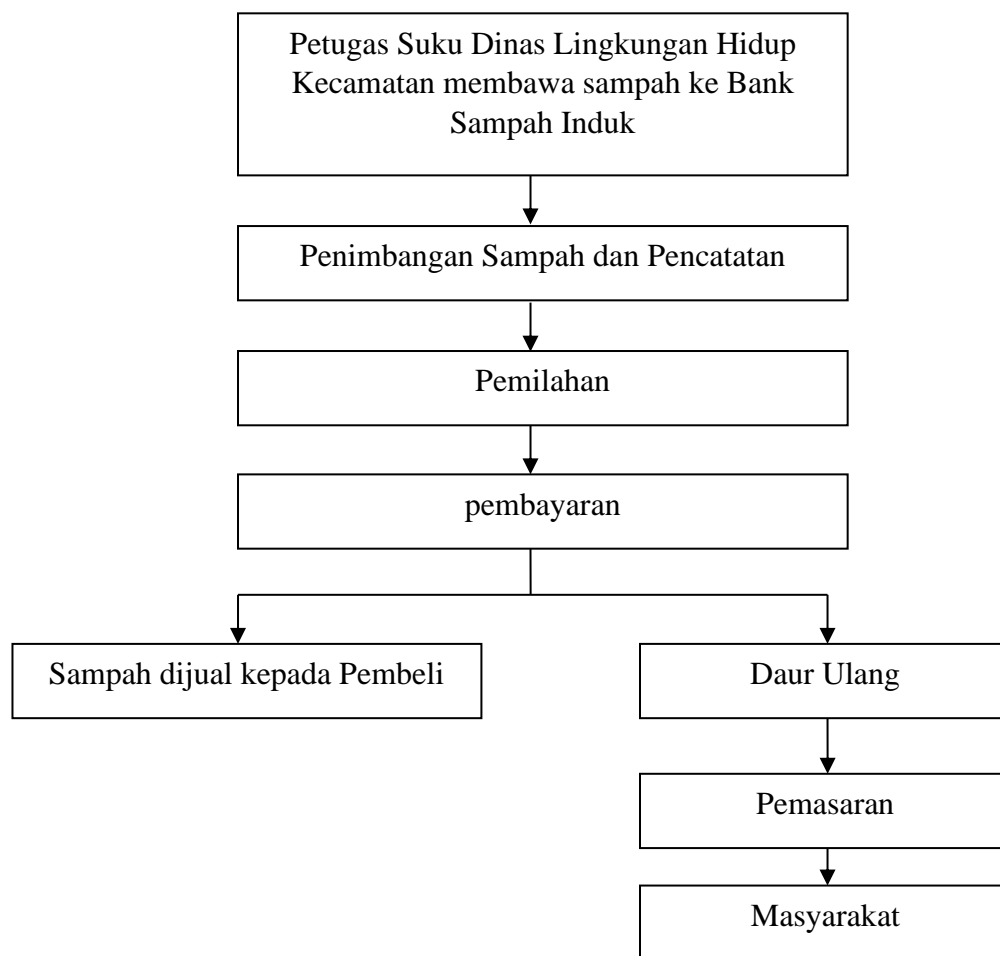 Petugas Suku Dinas Lingkungan Hidup
Kecamatan membawa sampah ke Bank
Sampah Induk
Penimbangan Sampah dan Pencatatan
Pemilahan
pembayaran
Sampah dijual kepada Pembeli
Daur Ulang
Pemasaran
Masyarakat